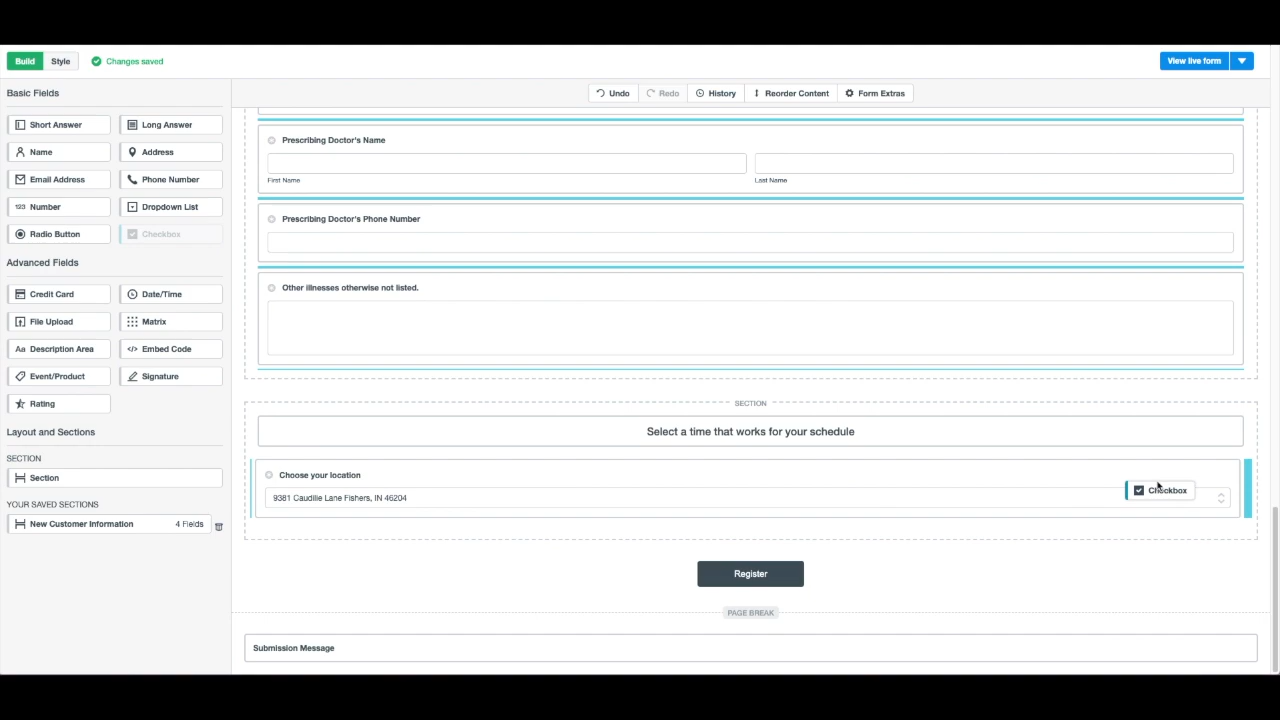 Build Style Changes saved View live form
Basic Fields
Undo Redo History Reorder Content Form Extras
Short Answer Long Answer
Name Address
Email Address Phone Number
123 Number Dropdown List
Radio Button Checkbox
Advanced Fields
Credit Card Date/Time
File Upload Matrix
Aa Description Area </> Embed Code
Event/Product Signature
Rating
Layout and Sections
SECTION
Section
YOUR SAVED SECTIONS
New Customer Information 4 Fields
Prescribing Doctor's Name
First Name Last Name
Prescribing Doctor's Phone Number
Other illnesses otherwise not listed.
SECTION
Select a time that works for your schedule
Choose your location
9381 Caudille Lane Fishers, IN 46204
Checkbox
Register
PAGE BREAK
Submission Message